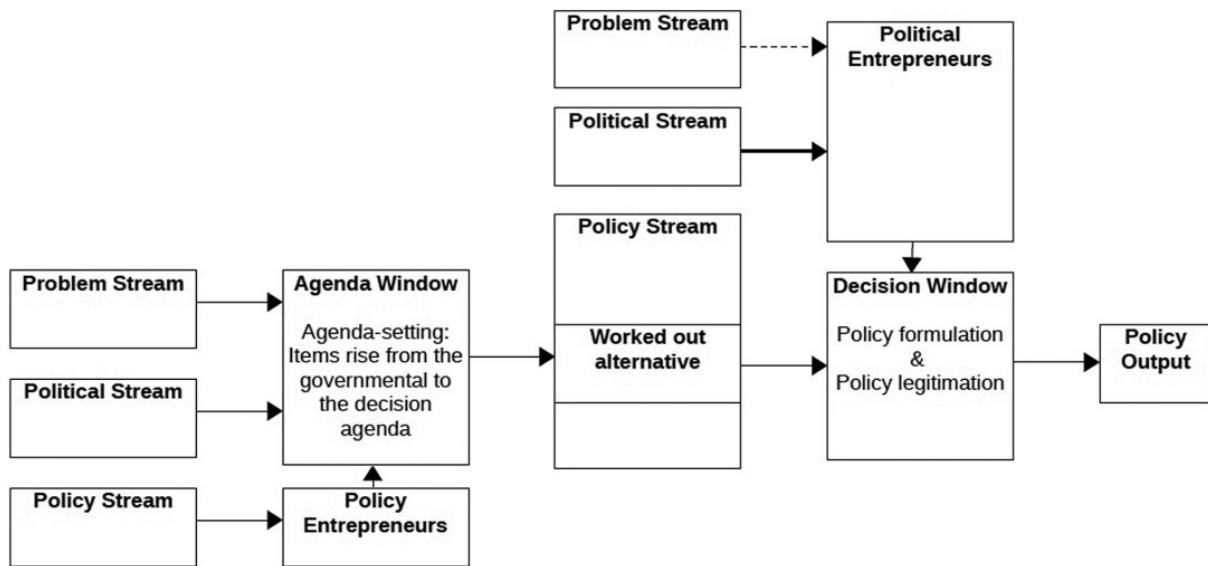 Problem Stream
Political Stream
Policy Stream
Agenda Window
Agenda-setting:
Items rise from the
governmental to
the decision
agenda
Policy
Entrepreneurs
Problem Stream
Political Stream
Policy Stream
Worked out
alternative
Political
Entrepreneurs
Decision Window
Policy formulation
&
Policy legitimation
Policy
Output